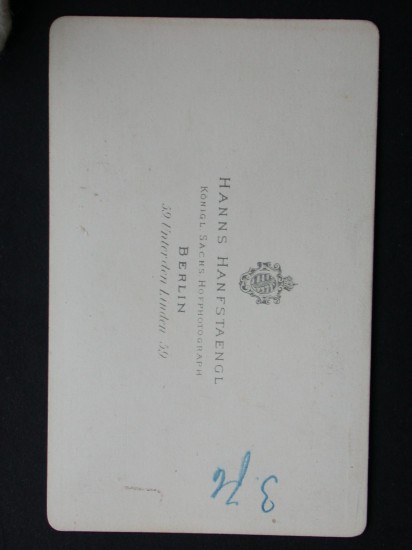 HANNS HANFSTAENGL
KÖNIGL. SÄCHS. HOFPHOTOGRAPH
BERLIN
59 Unter den Linden 59